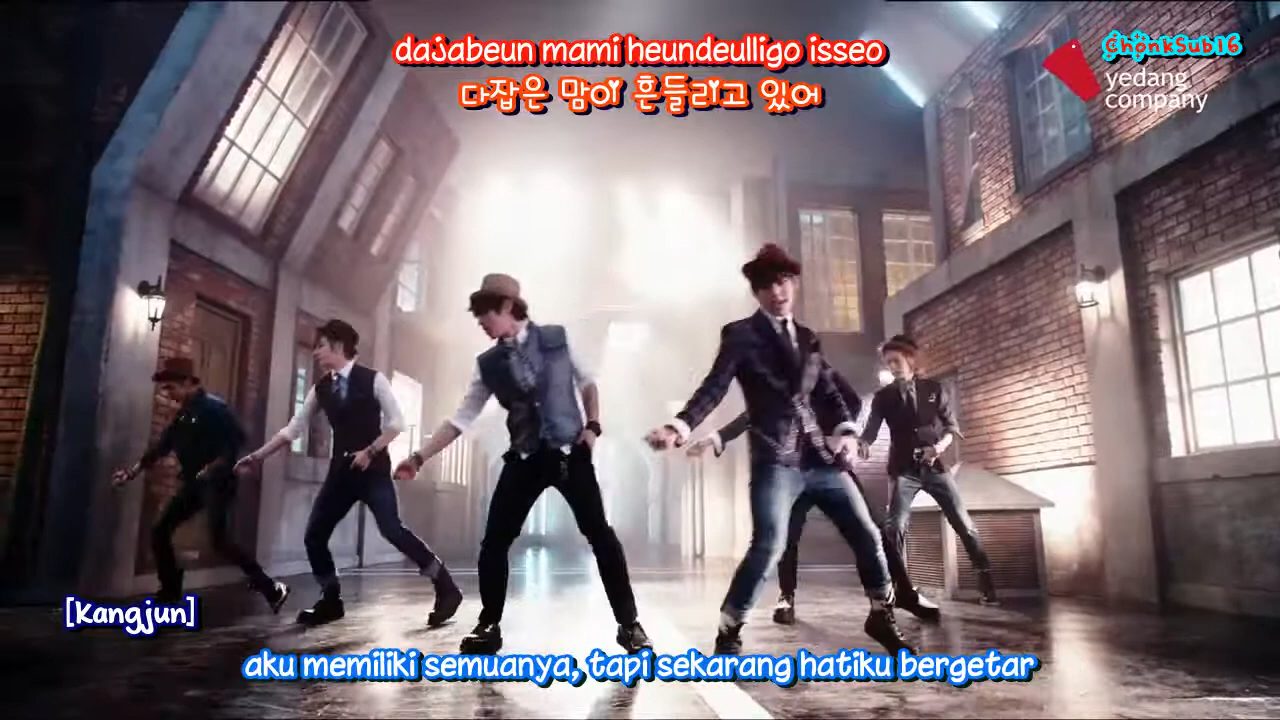 dajabeun mami heundeulligo isseo
다잡은 맘이 흔들리고 있어
ChonkSub16
yedang
company
[Kangjun]
aku memiliki semuanya, tapi sekarang hatiku bergetar